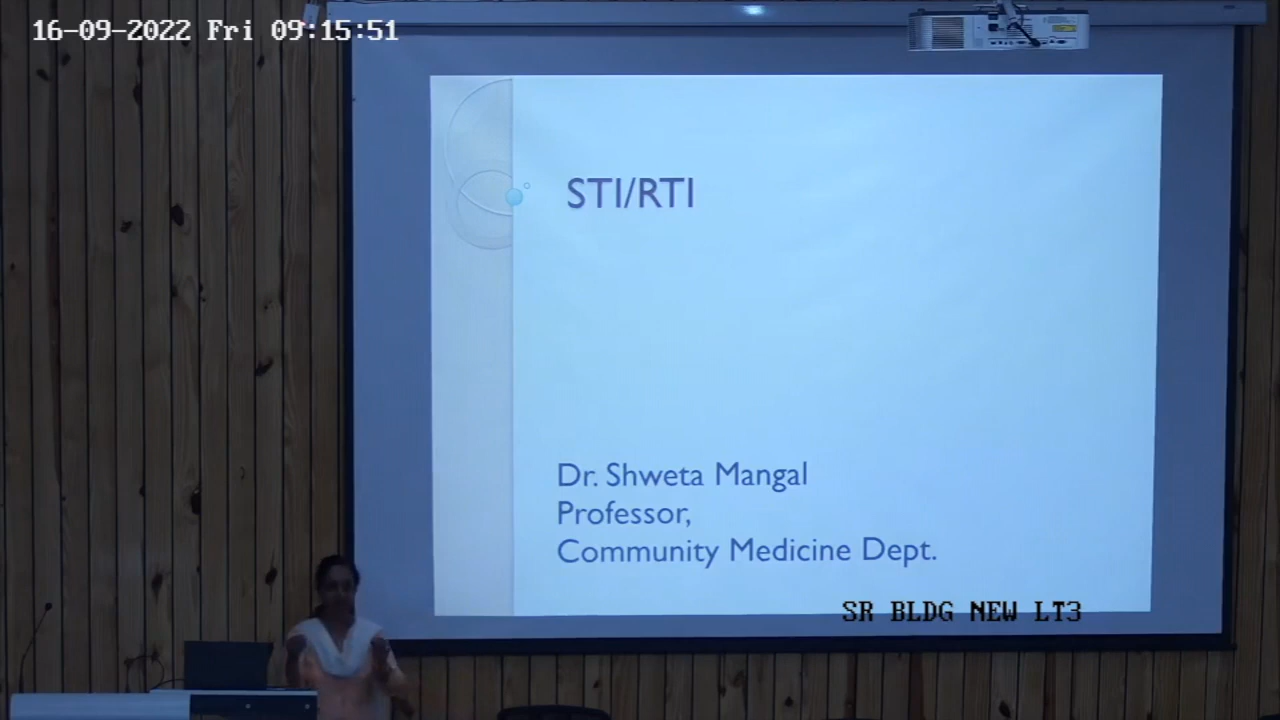 16-09-2022 Fri 09:15:51
STI/RTI
Dr. Shweta Mangal
Professor,
Community Medicine Dept.
SR BLDG NEW LT3